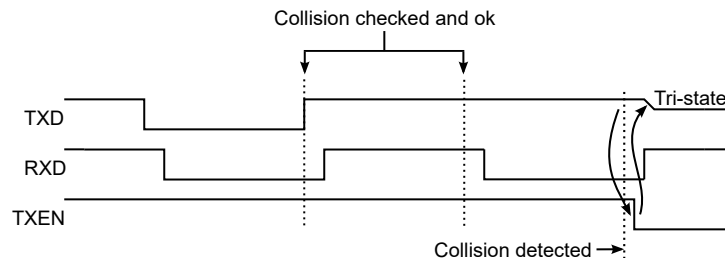 Collision checked and ok
Tri-state
TXD
RXD
TXEN
Collision detected